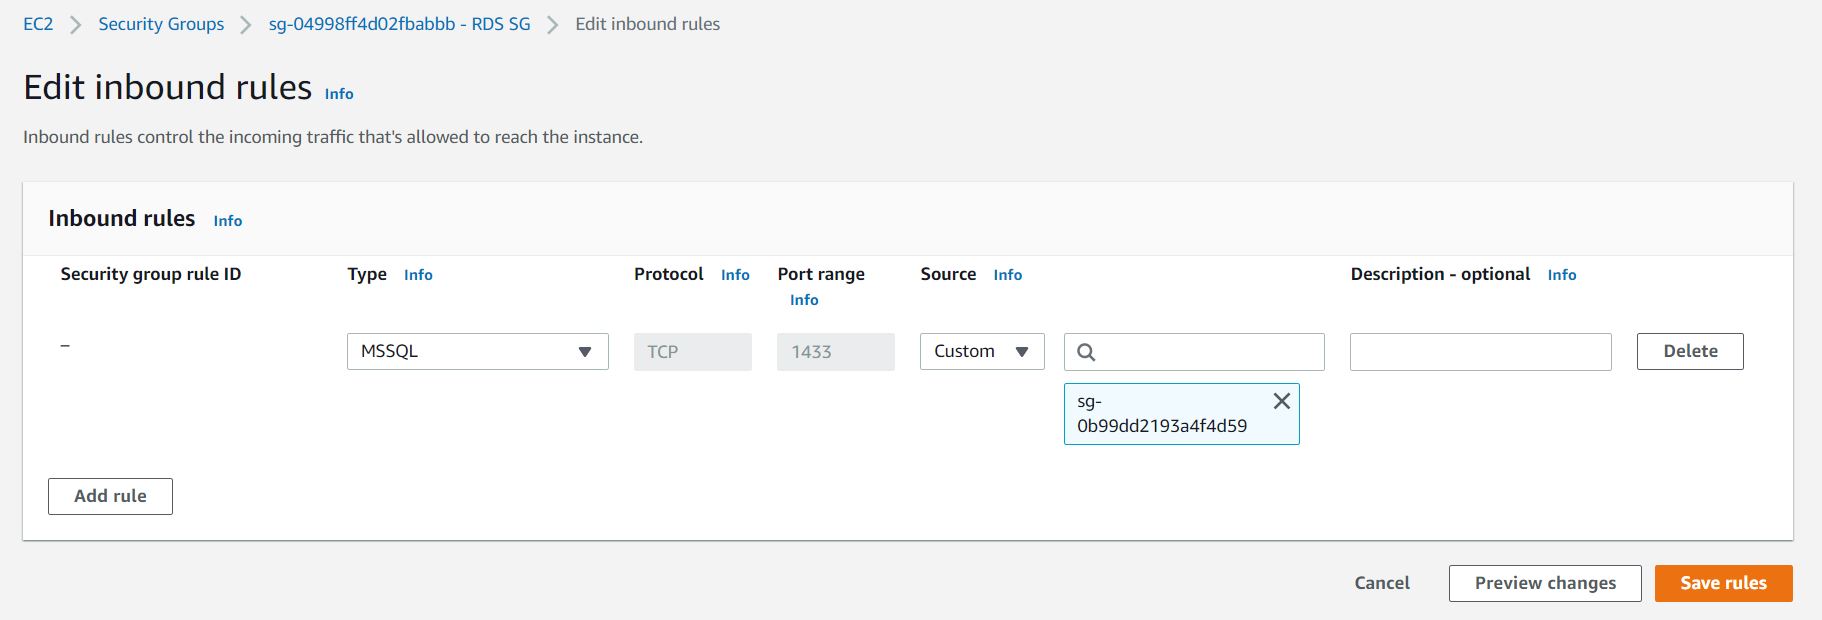 EC2 > Security Groups > sg-04998ff4d02fbabbb - RDS SG > Edit inbound rules
Edit inbound rules Info
Inbound rules control the incoming traffic that's allowed to reach the instance.
Inbound rules Info
Security group rule ID Type Info Protocol Info Port range Info Source Info Description - optional Info
– MSSQL TCP 1433 Custom Delete
sg-
0b99dd2193a4f4d59
Add rule
Cancel Preview changes Save rules